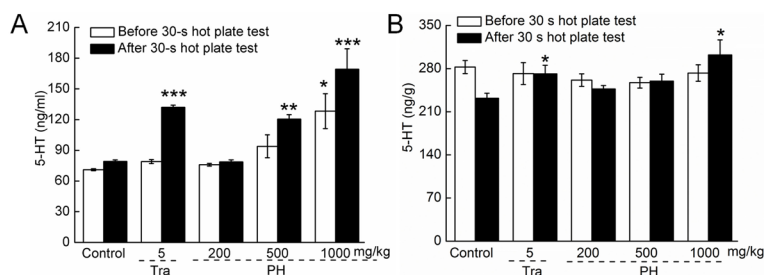 A
Before 30-s hot plate test
After 30-s hot plate test
5-HT (ng/ml)
210
180
150
120
90
60
30
0
***
**
*
***
Control 5 200 500 1000 mg/kg
Tra PH
B
Before 30 s hot plate test
After 30 s hot plate test
5-HT (ng/g)
350
280
210
140
70
0
*
*
Control 5 200 500 1000 mg/kg
Tra PH